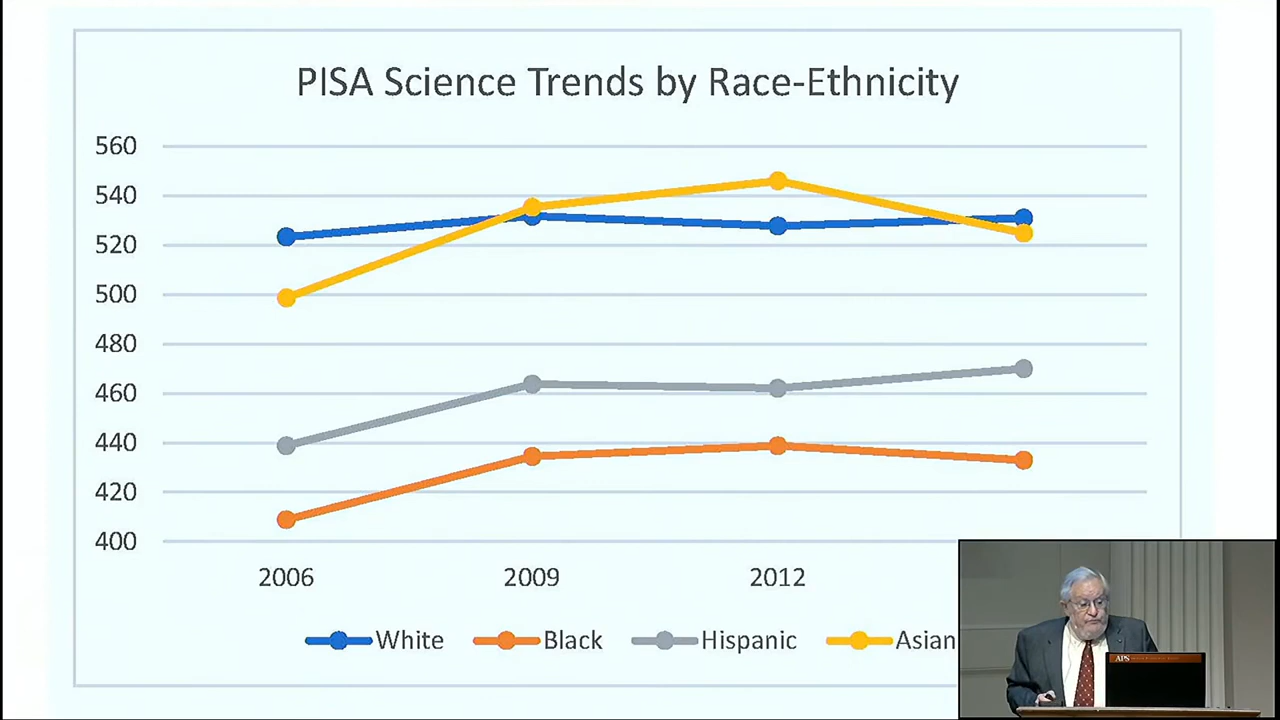 PISA Science Trends by Race-Ethnicity
560
540
520
500
480
460
440
420
400
2006 2009 2012
White Black Hispanic Asian
APS